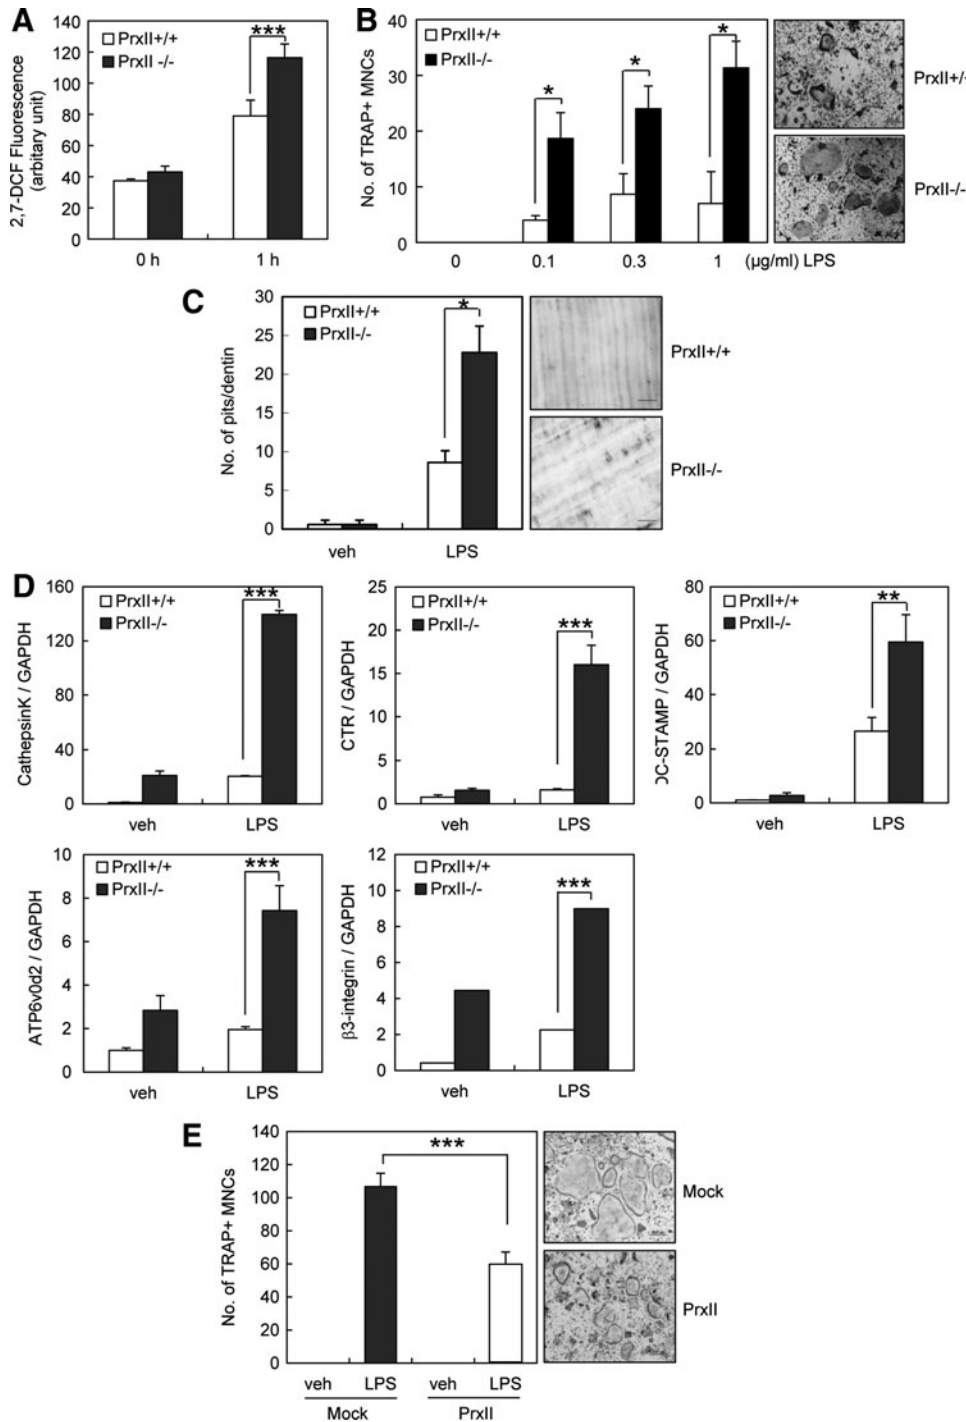 A
2,7-DCF Fluorescence
(arbitary unit)
140
120
100
80
60
40
20
0
PrxII+/+
PrxII -/-
***
0 h
1 h
B
No. of TRAP+ MNCs
40
30
20
10
0
PrxII+/+
PrxII-/-
*
*
*
0
0.1
0.3
1
(µg/ml) LPS
PrxII+/-
PrxII-/-
C
No. of pits/dentin
30
25
20
15
10
5
0
PrxII+/+
PrxII-/-
*
veh
LPS
PrxII+/+
PrxII-/-
D
CathepsinK / GAPDH
160
120
80
40
0
PrxII+/+
PrxII-/-
***
veh
LPS
CTR / GAPDH
25
20
15
10
5
0
PrxII+/+
PrxII-/-
***
veh
LPS
OC-STAMP / GAPDH
80
60
40
20
0
PrxII+/+
PrxII-/-
**
veh
LPS
ATP6v0d2 / GAPDH
10
8
6
4
2
0
PrxII+/+
PrxII-/-
***
veh
LPS
β3-integrin / GAPDH
12
10
8
6
4
2
0
PrxII+/+
PrxII-/-
***
veh
LPS
E
No. of TRAP+ MNCs
140
120
100
80
60
40
20
0
***
veh
LPS
veh
LPS
Mock
PrxII
Mock
PrxII